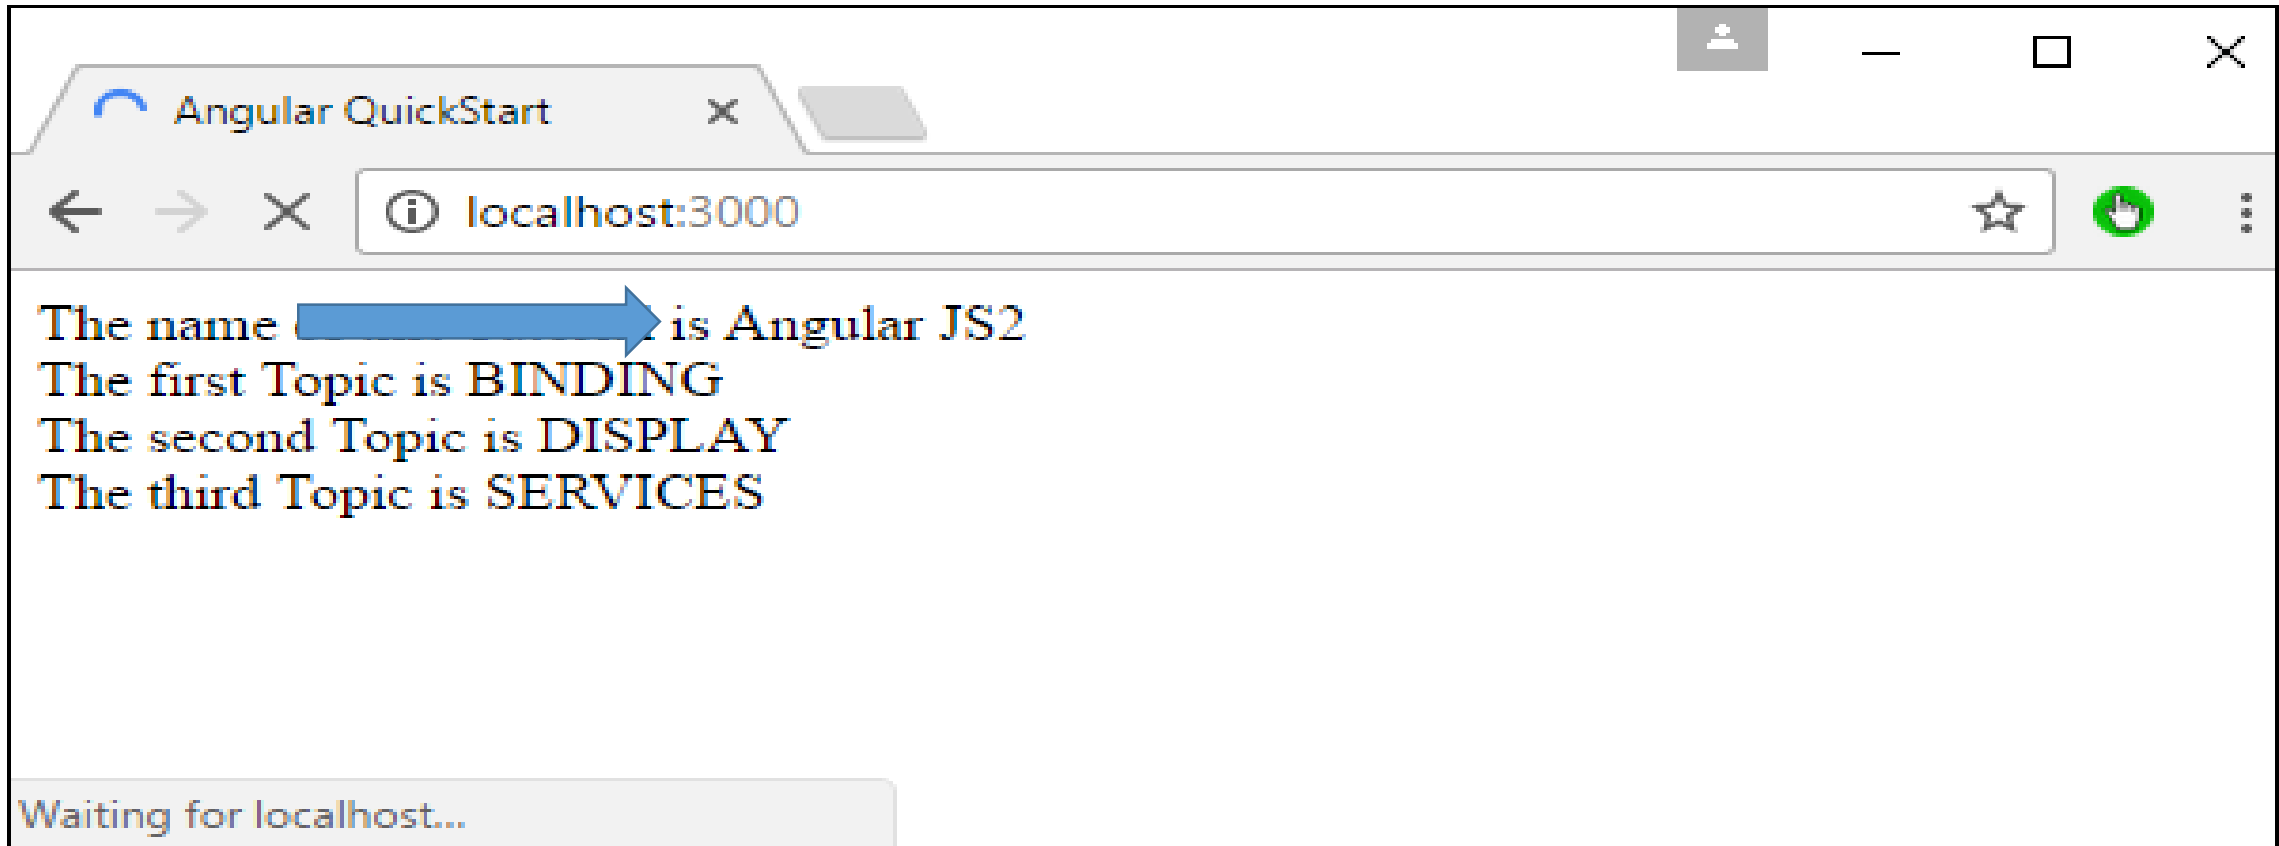 Angular QuickStart
localhost:3000
The name is Angular JS2
The first Topic is BINDING
The second Topic is DISPLAY
The third Topic is SERVICES
Waiting for localhost...